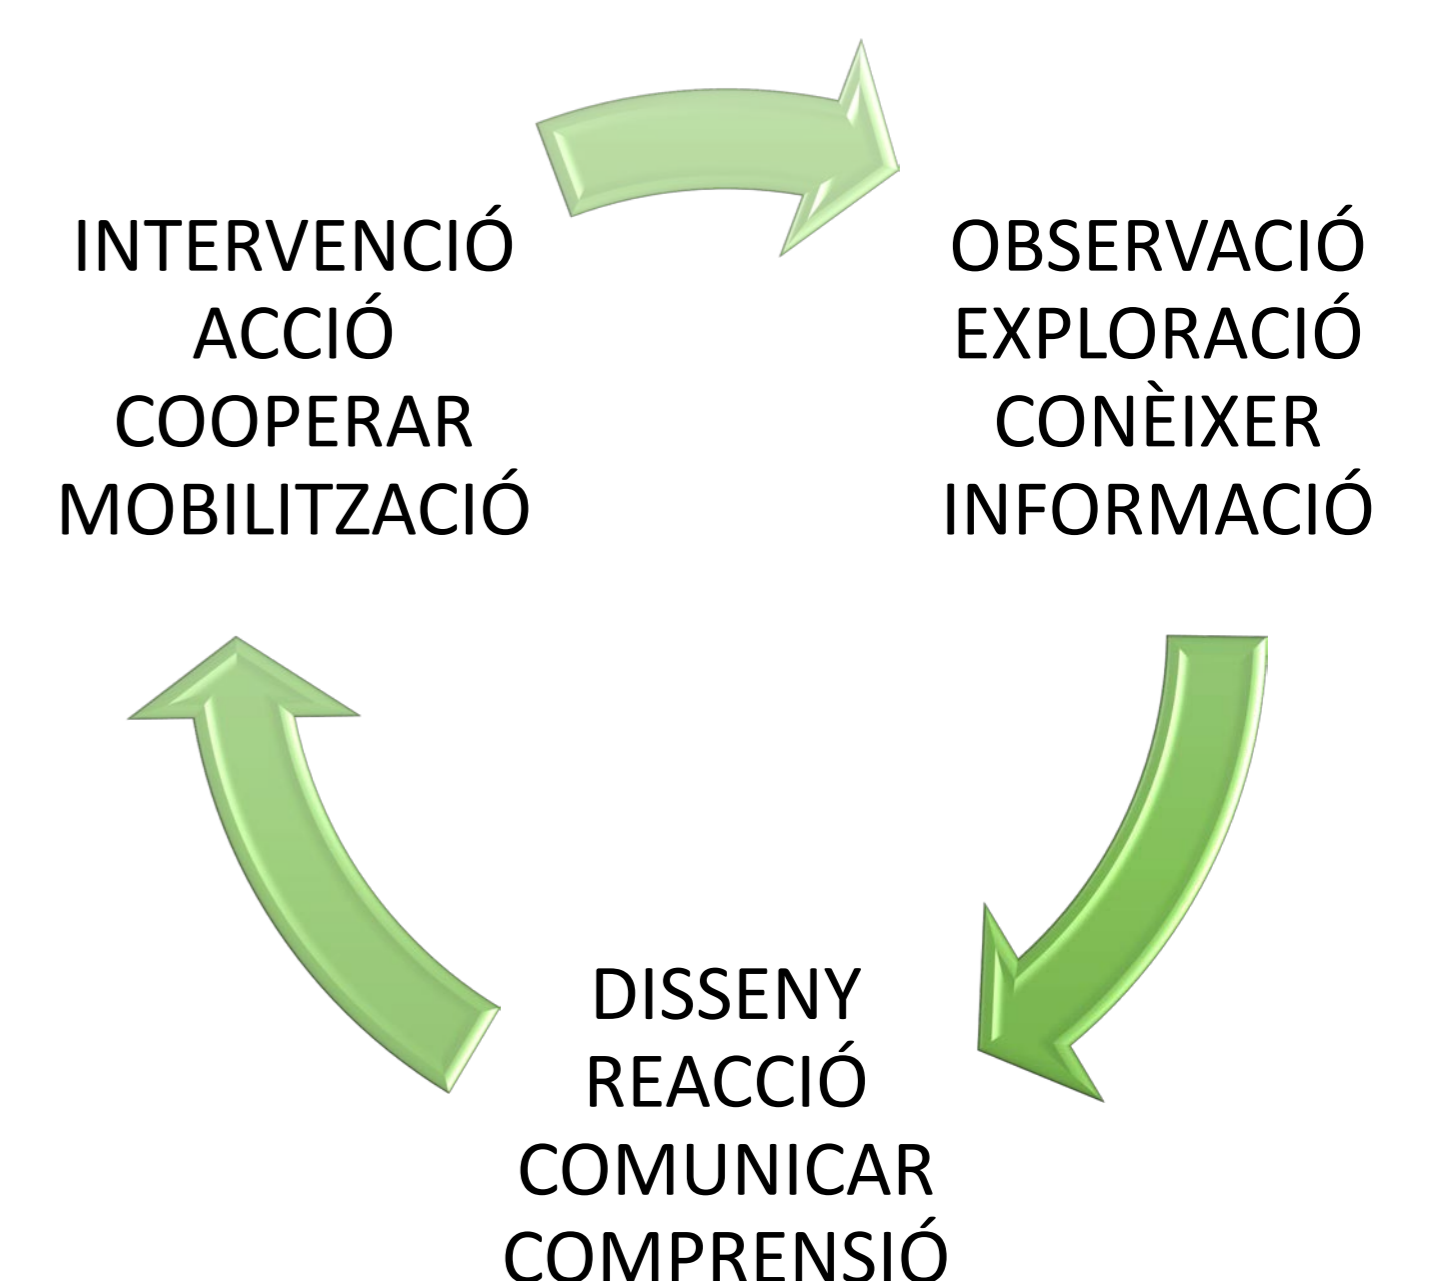 INTERVENCIÓ
ACCIÓ
COOPERAR
MOBILITZACIÓ
OBSERVACIÓ
EXPLORACIÓ
CONÈIXER
INFORMACIÓ
DISSENY
REACCIÓ
COMUNICAR
COMPRENSIÓ